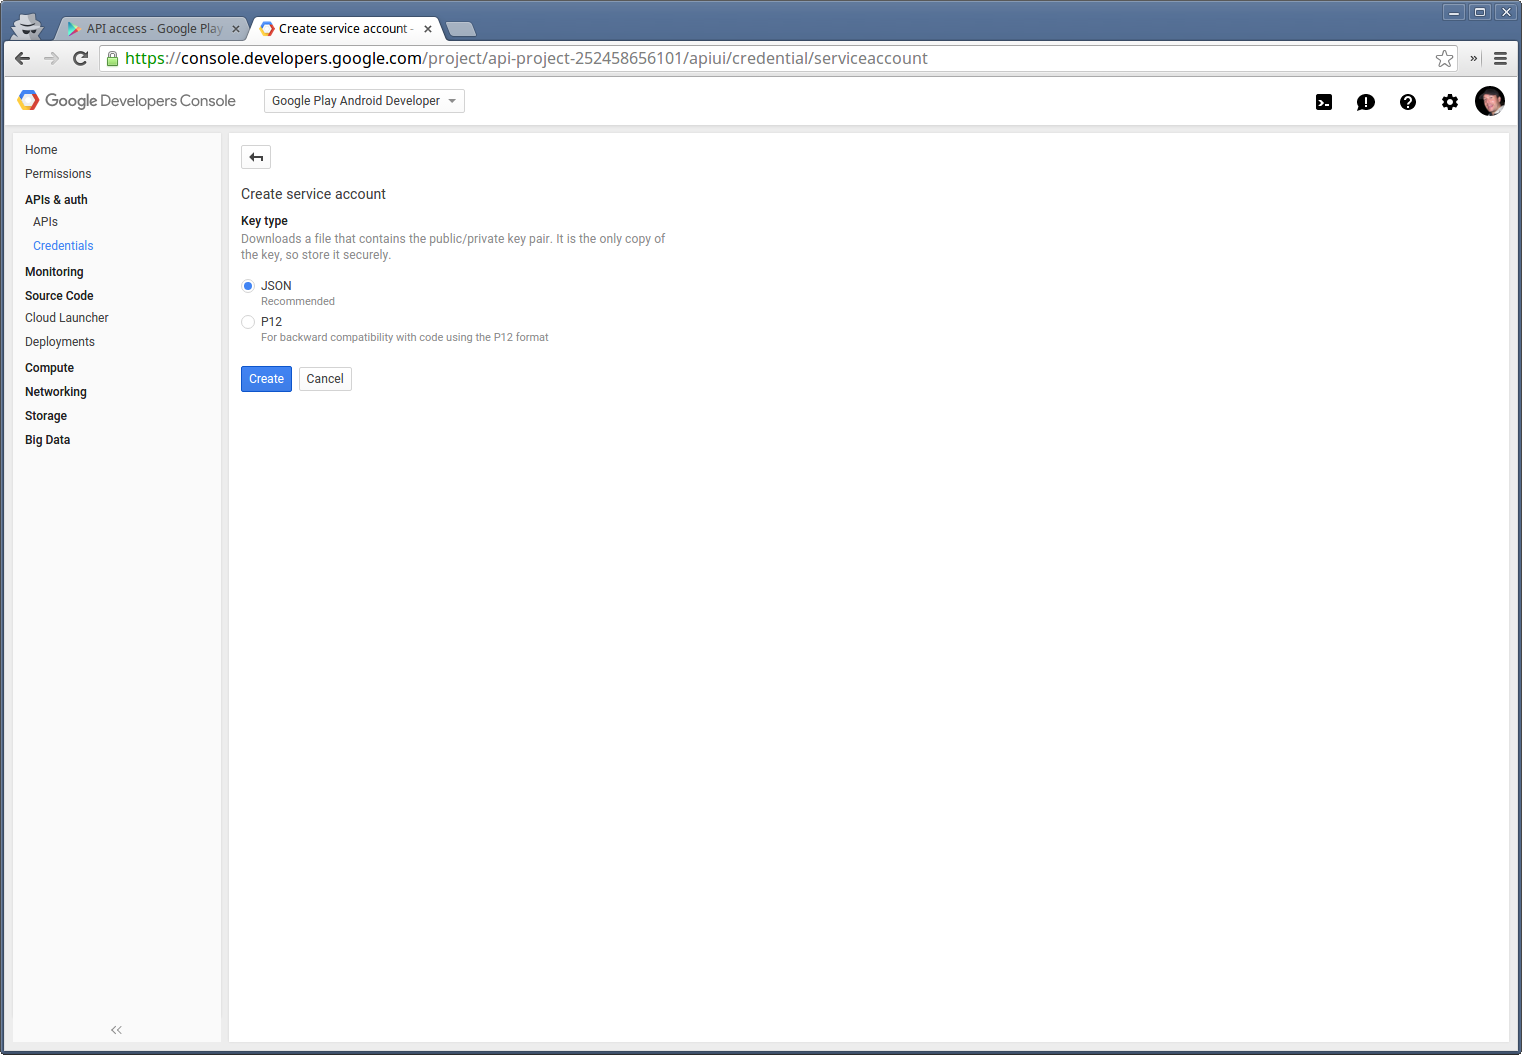 API access - Google Play
Create service account -
https://console.developers.google.com/project/api-project-252458656101/apiui/credential/serviceaccount
Google Developers Console
Google Play Android Developer
Home
Permissions
APIs & auth
APIs
Credentials
Monitoring
Source Code
Cloud Launcher
Deployments
Compute
Networking
Storage
Big Data
Create service account
Key type
Downloads a file that contains the public/private key pair. It is the only copy of
the key, so store it securely.
JSON
Recommended
P12
For backward compatibility with code using the P12 format
Create
Cancel